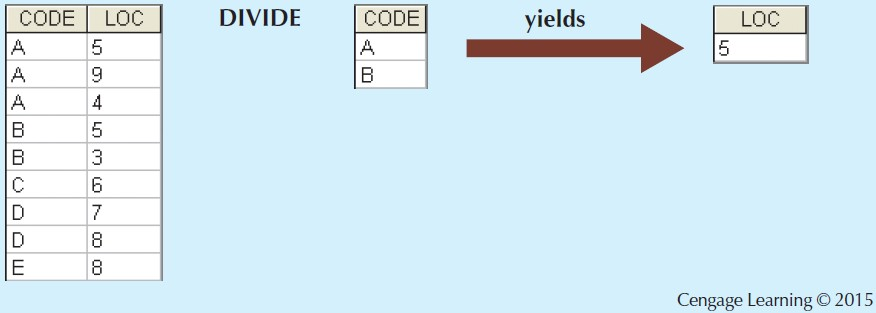 CODE LOC DIVIDE CODE yields LOC
A 5 A 5
A 9 B
A 4
B 5
B 3
C 6
D 7
D 8
E 8
Cengage Learning © 2015